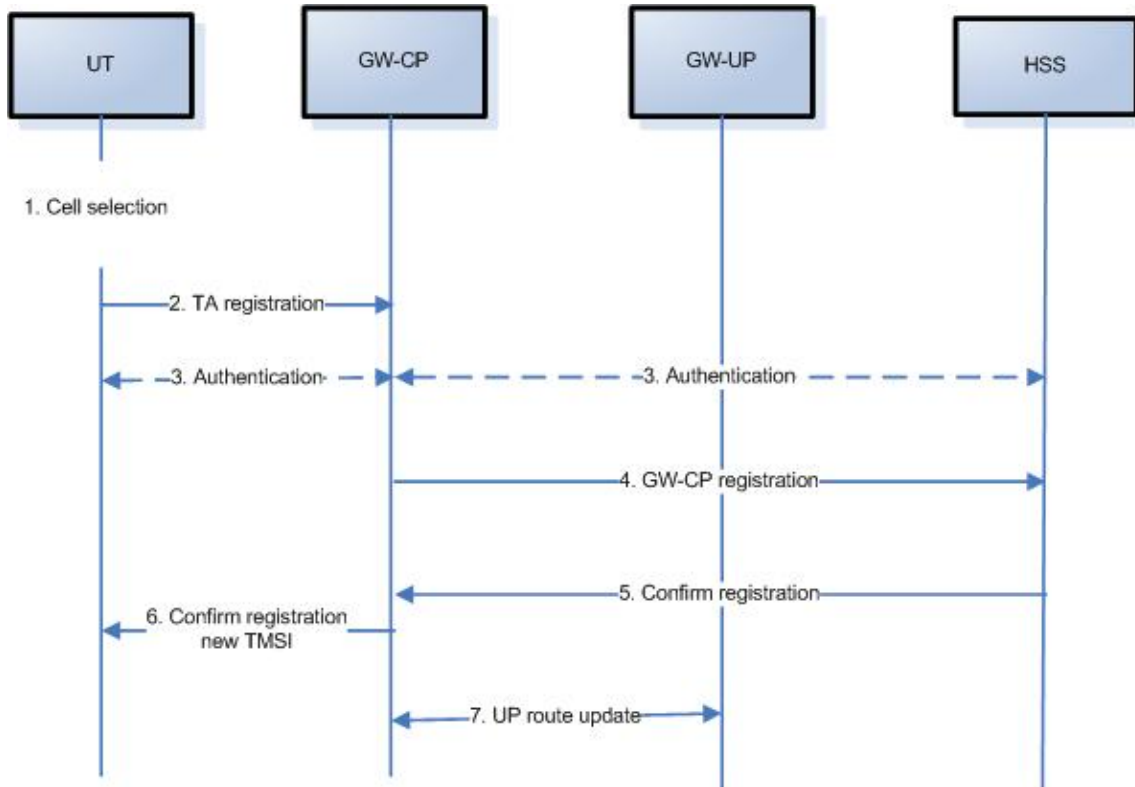 UT
GW-CP
GW-UP
HSS
1. Cell selection
2. TA registration
3. Authentication
3. Authentication
4. GW-CP registration
5. Confirm registration
6. Confirm registration
new TMSI
7. UP route update